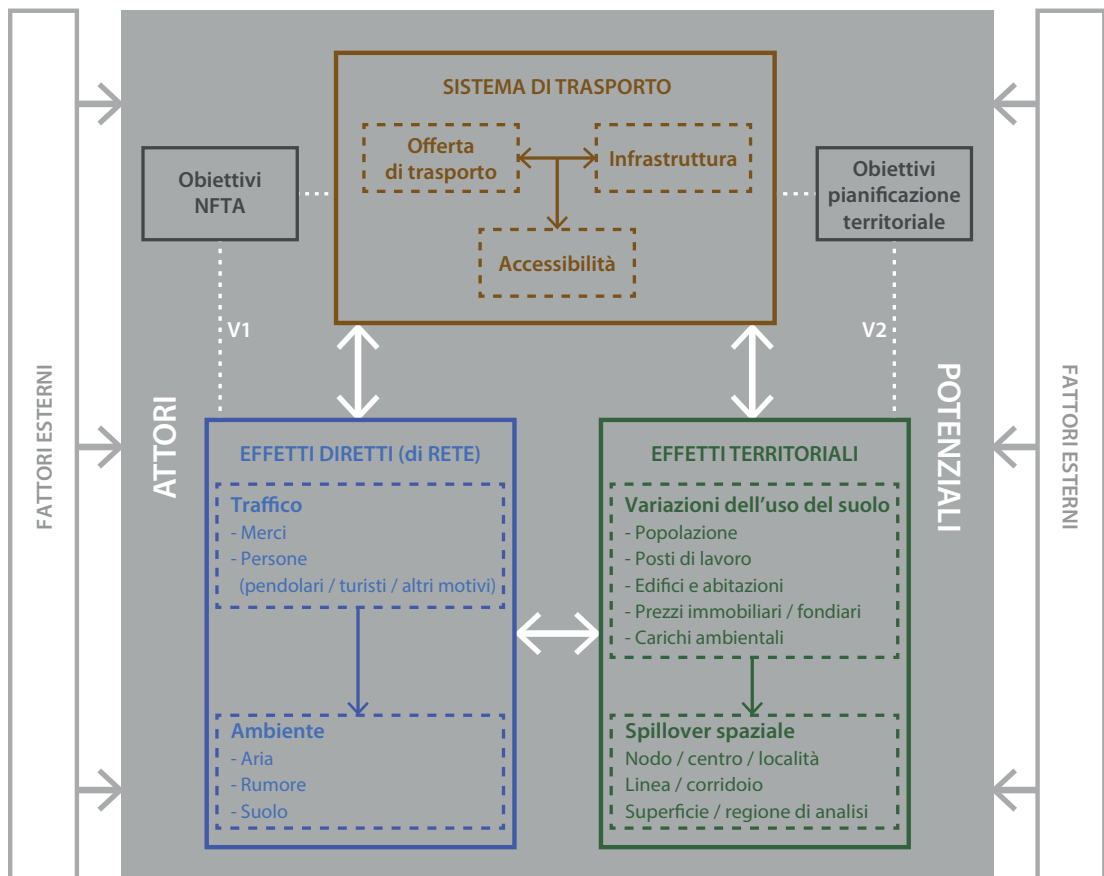 SISTEMA DI TRASPORTO
Offerta
di trasporto
Infrastruttura
Accessibilità
Obiettivi
NFTA
Obiettivi
pianificazione
territoriale
V1
V2
FATTORI ESTERNI
ATTORI
POTENZIALI
FATTORI ESTERNI
EFFETTI DIRETTI (di RETE)
Traffico
- Merci
- Persone
(pendolari / turisti / altri motivi)
Ambiente
- Aria
- Rumore
- Suolo
EFFETTI TERRITORIALI
Variazioni dell'uso del suolo
- Popolazione
- Posti di lavoro
- Edifici e abitazioni
- Prezzi immobiliari / fondiari
- Carichi ambientali
Spillover spaziale
Nodo / centro / località
Linea / corridoio
Superficie / regione di analisi